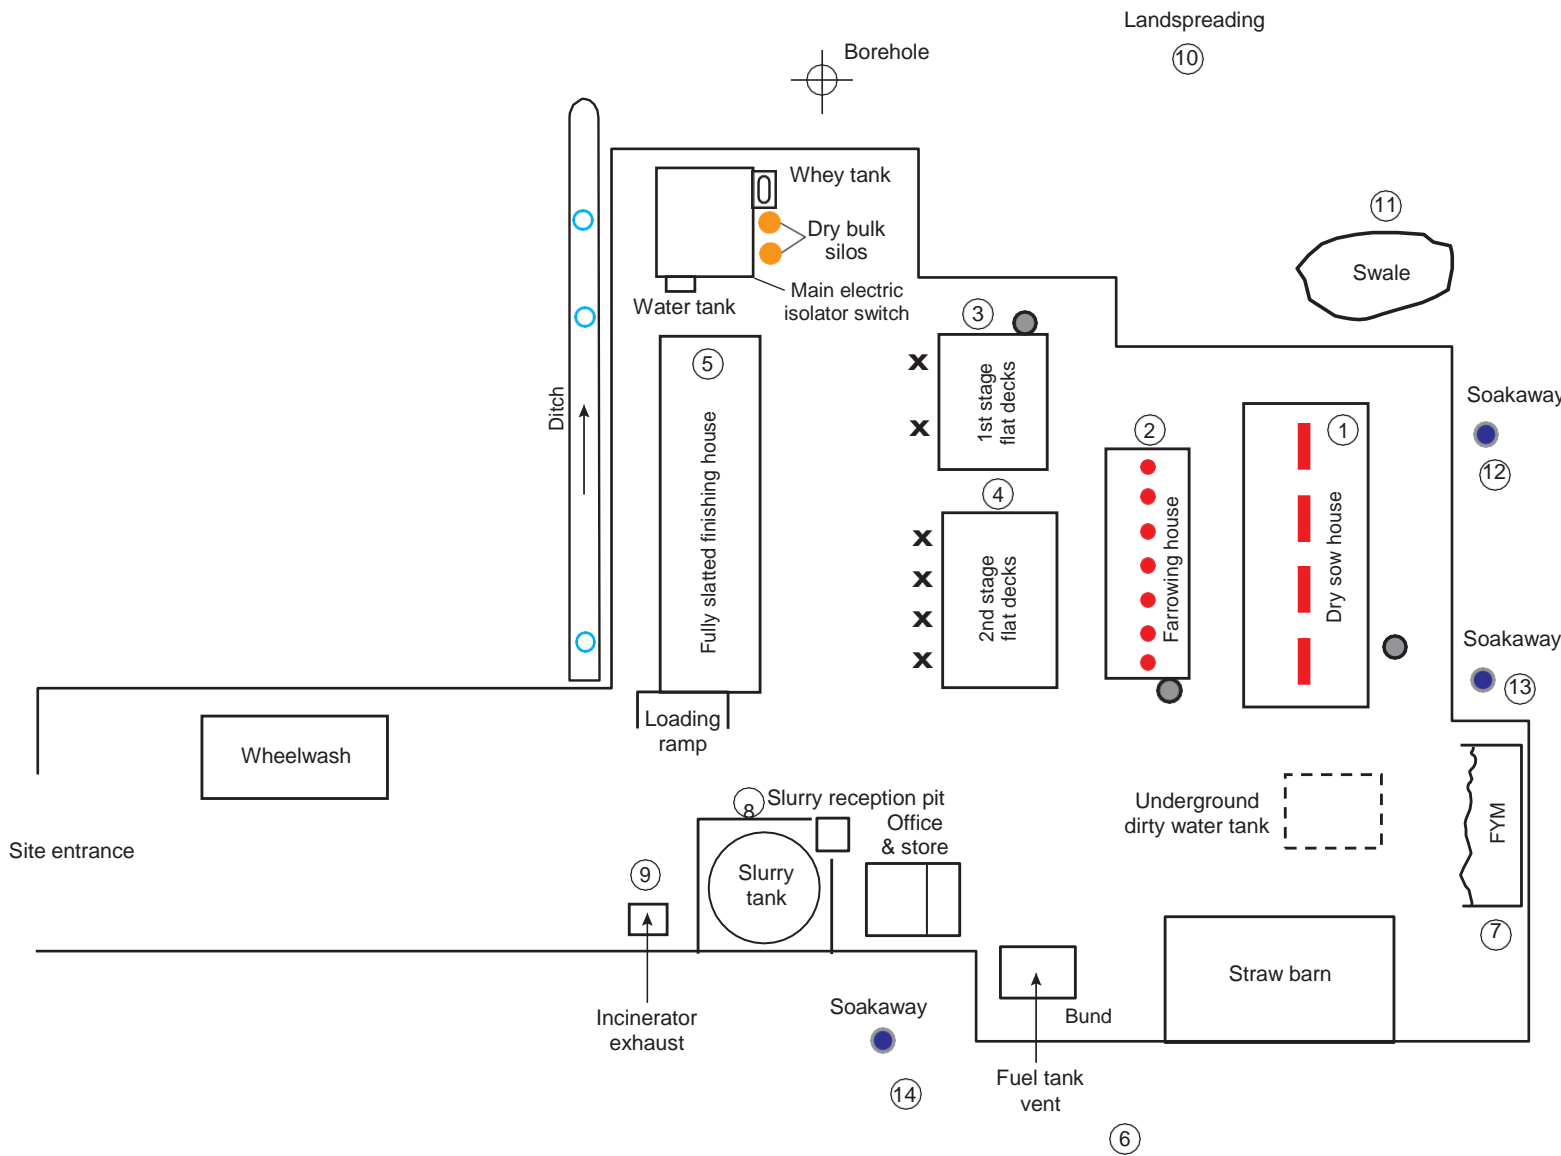 Landspreading
10
Borehole
Whey tank
11
Dry bulk
silos
Swale
Main electric
isolator switch
Water tank
3
5
1st stage
flat decks
2
1
Soakaway
12
Ditch
Fully slatted finishing house
4
2nd stage
flat decks
Farrowing house
Dry sow house
Soakaway
13
Loading
ramp
Wheelwash
8
Slurry reception pit
Office
& store
Underground
dirty water tank
FYM
Site entrance
9
Slurry
tank
7
Straw barn
Incinerator
exhaust
Soakaway
Bund
Fuel tank
vent
14
6